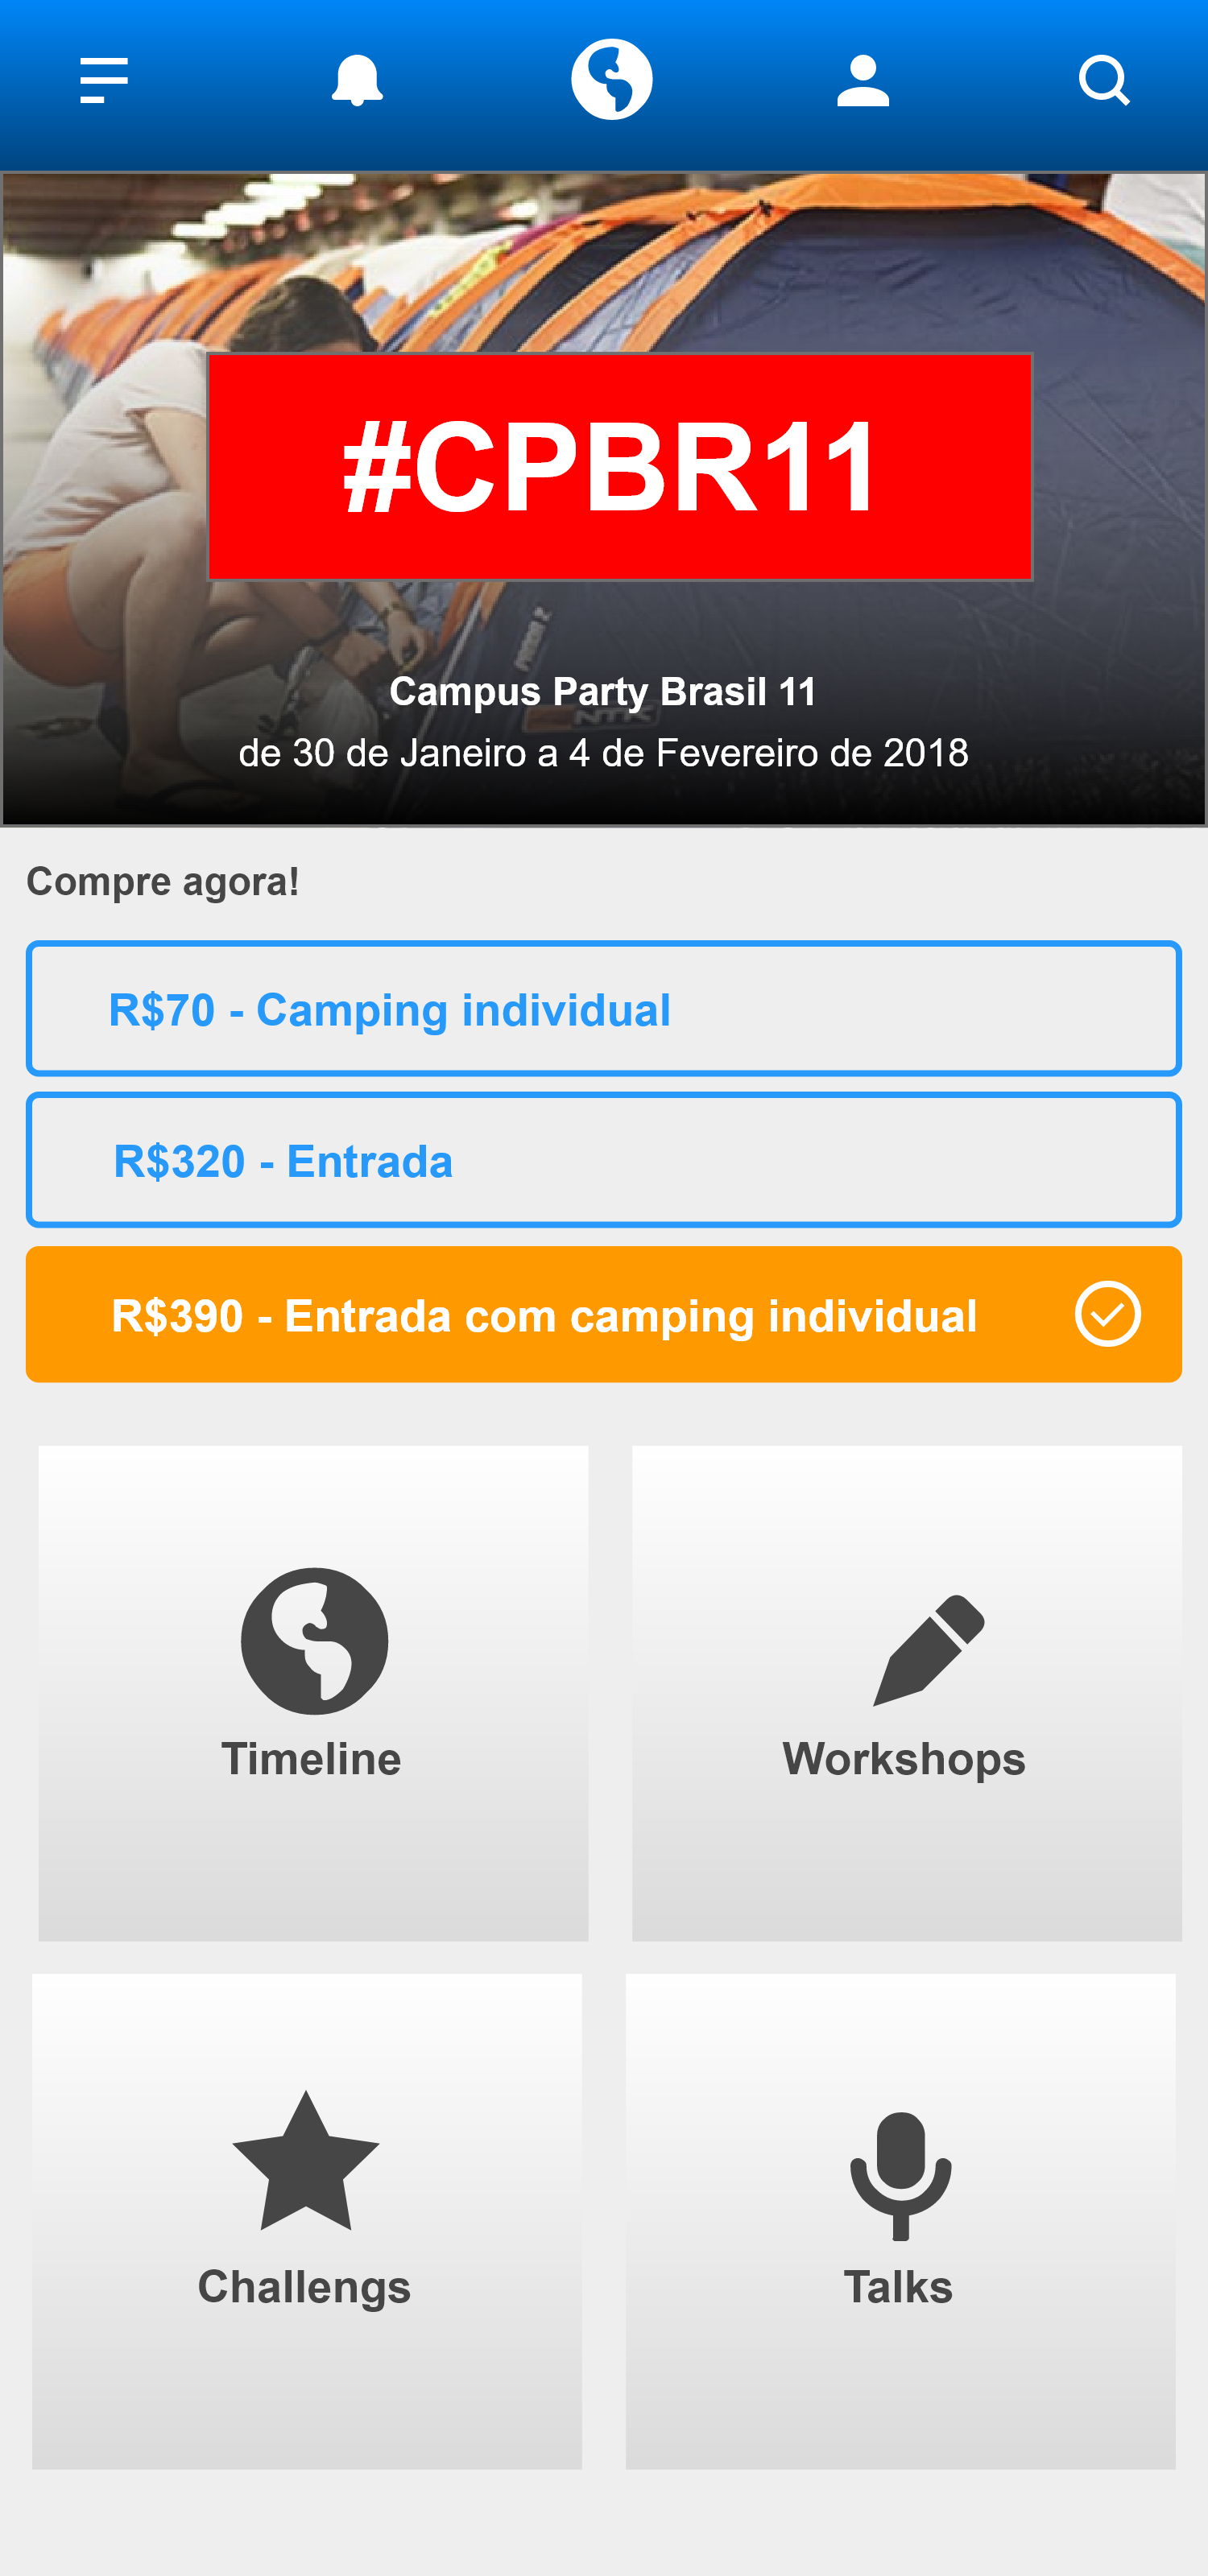 #CPBR11
Campus Party Brasil 11
de 30 de Janeiro a 4 de Fevereiro de 2018
Compre agora!
R$70 - Camping individual
R$320 - Entrada
R$390 - Entrada com camping individual
Timeline
Workshops
Challengs
Talks